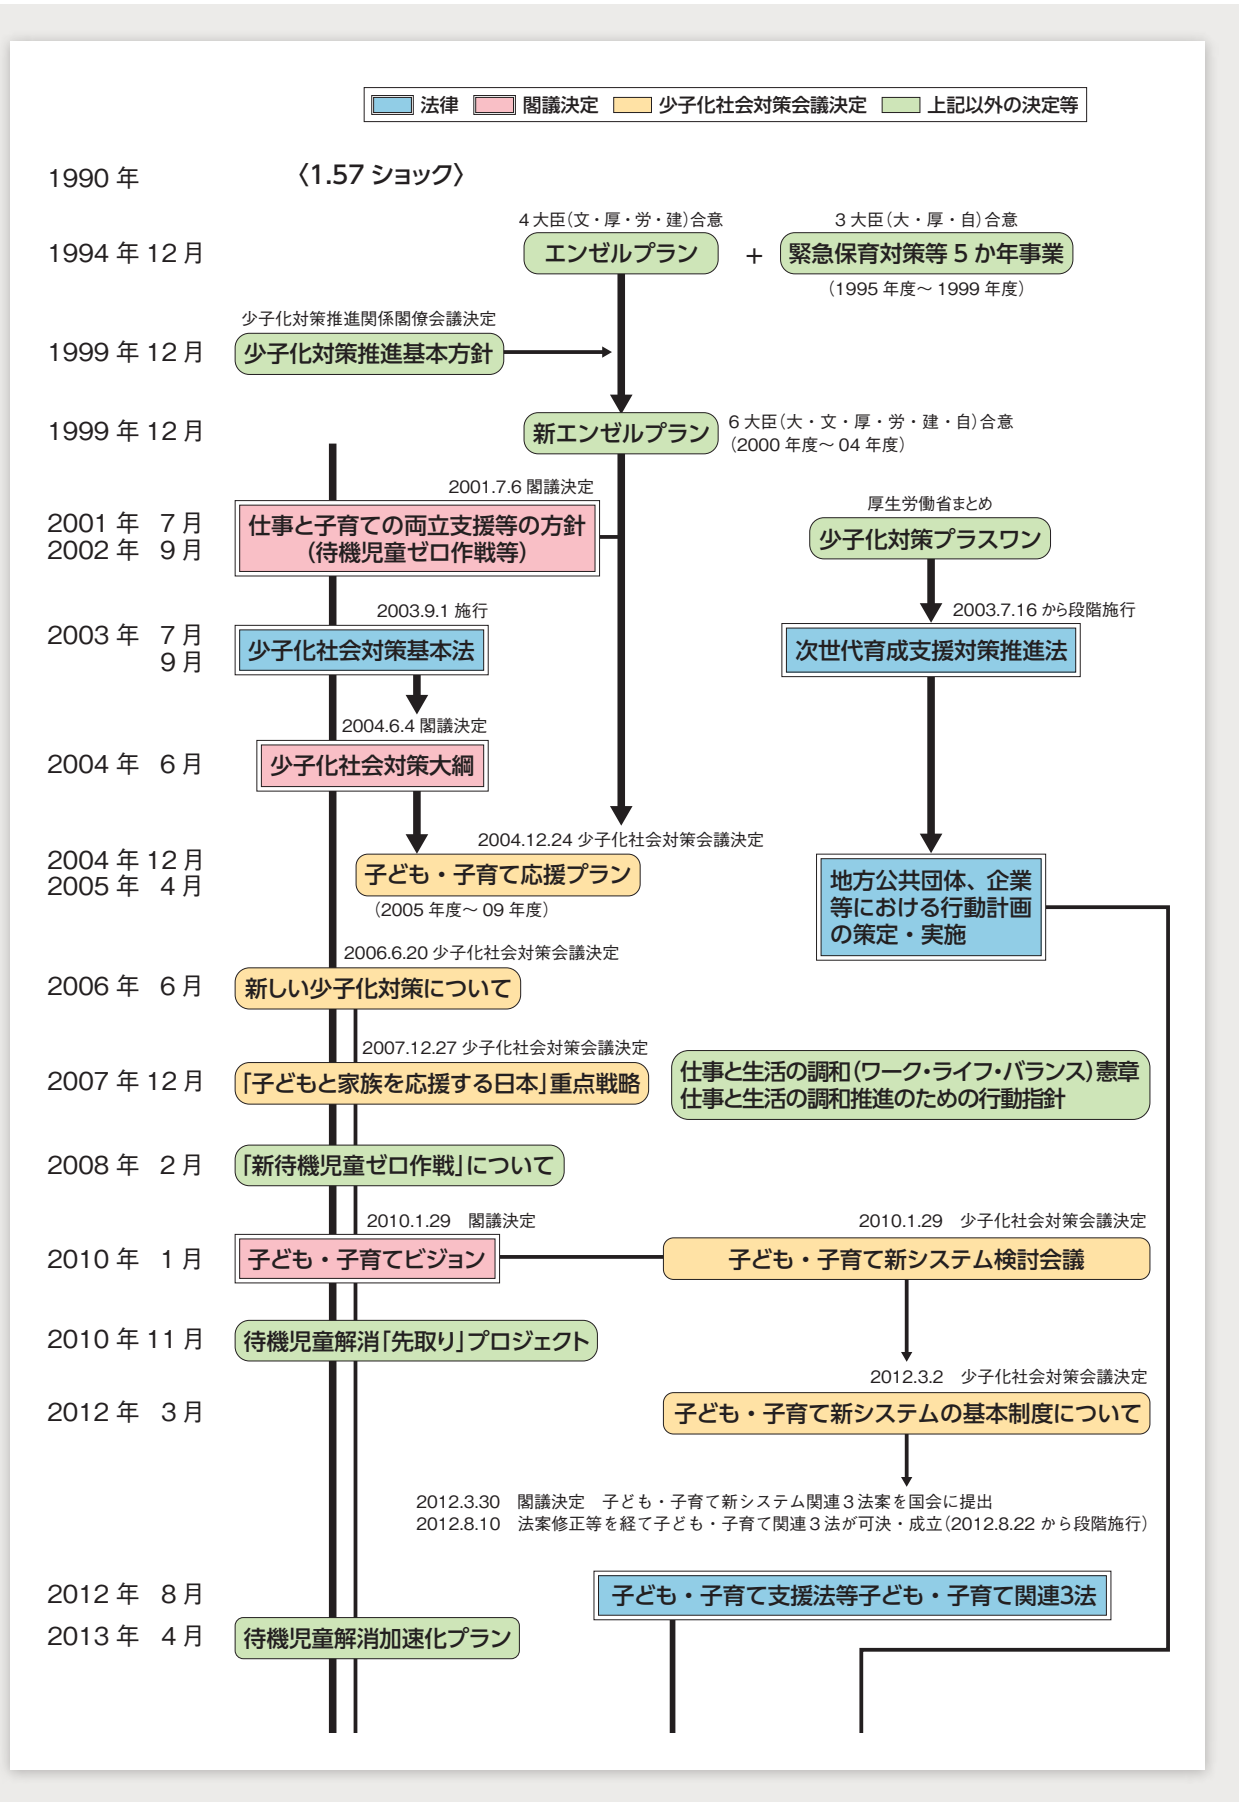 法律 閣議決定 少子化社会対策会議決定 上記以外の決定等
1990 年 〈1.57 ショック〉
4 大臣(文・厚・労・建)合意 3 大臣(大・厚・自)合意
1994 年 12 月 エンゼルプラン + 緊急保育対策等 5 か年事業
(1995 年度～ 1999 年度)
少子化対策推進関係閣僚会議決定
1999 年 12 月 少子化対策推進基本方針
1999 年 12 月 新エンゼルプラン
6 大臣(大・文・厚・労・建・自)合意
(2000 年度～ 04 年度)
2001.7.6 閣議決定
2001 年 7 月
2002 年 9 月
仕事と子育ての両立支援等の方針
(待機児童ゼロ作戦等)
厚生労働省まとめ
少子化対策プラスワン
2003.9.1 施行
2003.7.16 から段階施行
2003 年 7 月
9 月
少子化社会対策基本法
次世代育成支援対策推進法
2004.6.4 閣議決定
2004 年 6 月 少子化社会対策大綱
2004.12.24 少子化社会対策会議決定
2004 年 12 月
2005 年 4 月
子ども・子育て応援プラン
(2005 年度～ 09 年度)
地方公共団体、企業
等における行動計画
の策定・実施
2006.6.20 少子化社会対策会議決定
2006 年 6 月 新しい少子化対策について
2007.12.27 少子化社会対策会議決定
2007 年 12 月 「子どもと家族を応援する日本」重点戦略
仕事と生活の調和(ワーク・ライフ・バランス)憲章
仕事と生活の調和推進のための行動指針
2008 年 2 月 「新待機児童ゼロ作戦」について
2010.1.29 閣議決定 2010.1.29 少子化社会対策会議決定
2010 年 1 月 子ども・子育てビジョン 子ども・子育て新システム検討会議
2010 年 11 月 待機児童解消「先取り」プロジェクト
2012.3.2 少子化社会対策会議決定
2012 年 3 月 子ども・子育て新システムの基本制度について
2012.3.30 閣議決定 子ども・子育て新システム関連３法案を国会に提出
2012.8.10 法案修正等を経て子ども・子育て関連３法が可決・成立(2012.8.22 から段階施行)
2012 年 8 月 子ども・子育て支援法等子ども・子育て関連3法
2013 年 4 月 待機児童解消加速化プラン